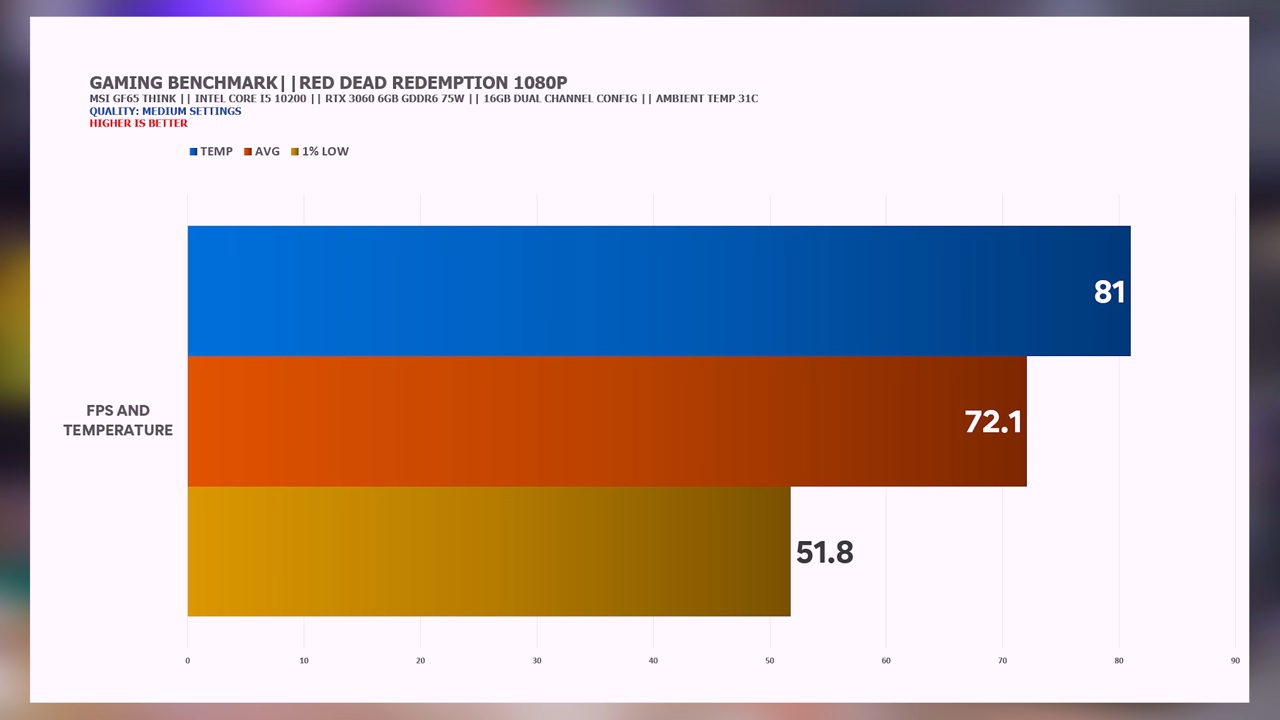 GAMING BENCHMARK||RED DEAD REDEMPTION 1080P
MSI GF65 THINK || INTEL CORE I5 10200 || RTX 3060 6GB GDDR6 75W || 16GB DUAL CHANNEL CONFIG || AMBIENT TEMP 31C
QUALITY: MEDIUM SETTINGS
HIGHER IS BETTER
TEMP AVG 1% LOW
81
FPS AND
TEMPERATURE
72.1
51.8
0 10 20 30 40 50 60 70 80 90